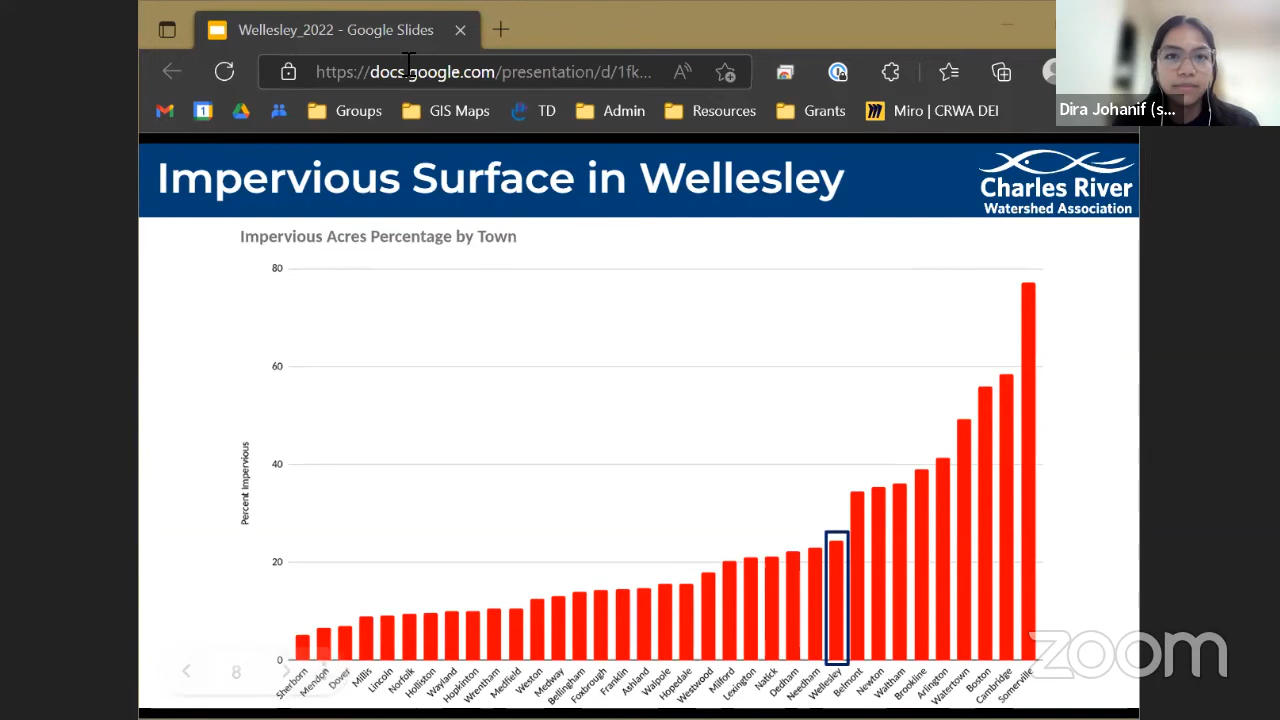 Wellesley_2022 - Google Slides
https://docs.google.com/presentation/d/1fk...
Groups
GIS Maps
TD
Admin
Resources
Grants
Miro | CRWA DEI
Dira Johanif (s...
Impervious Surface in Wellesley
Charles River
Watershed Association
Impervious Acres Percentage by Town
Percent Impervious
80
60
40
20
0
Sherborn
Mendon
Dover
Millis
Lincoln
Norfolk
Holliston
Wayland
Hopkinton
Wrentham
Medfield
Weston
Medway
Bellingham
Foxbrough
Franklin
Ashland
Walpole
Hopedale
Westwood
Milford
Lexington
Natick
Dedham
Needham
Wellesley
Belmont
Newton
Waltham
Brookline
Arlington
Watertown
Boston
Cambridge
Somerville
8
zoom